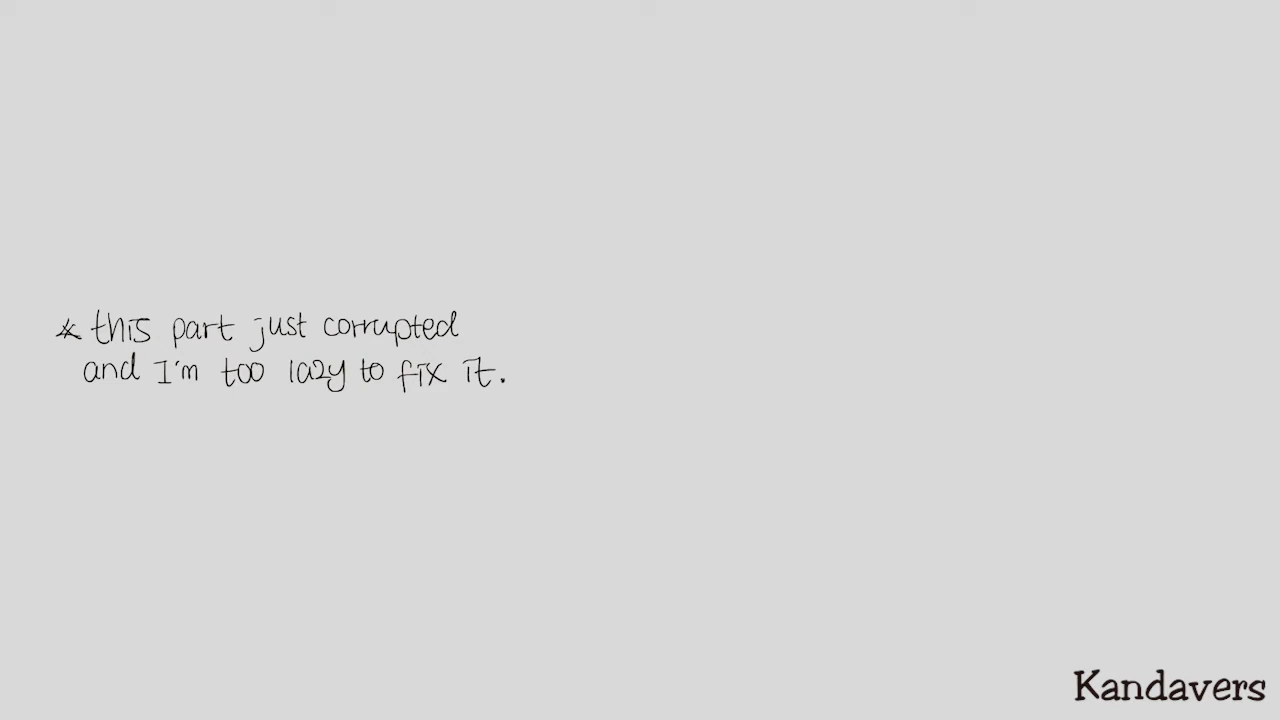 * this part just corrupted
and I'm too lazy to fix it.
Kandavers